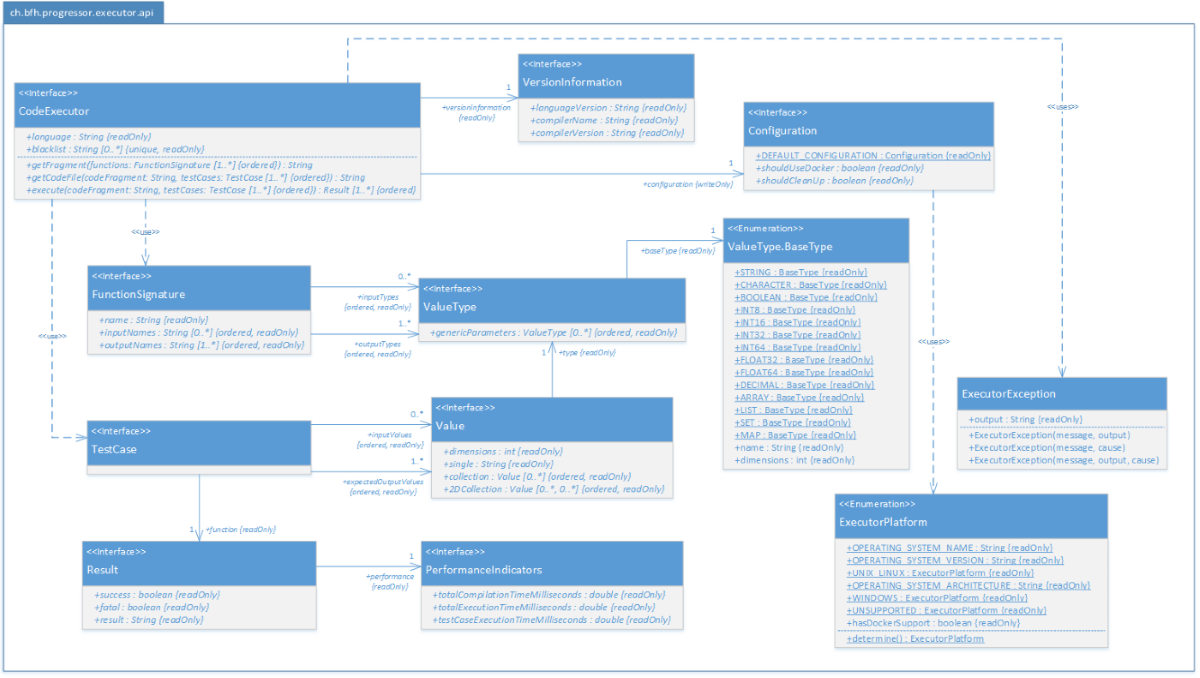 ch.bfh.progressor.executor.api
<<Interface>>
CodeExecutor
+language : String {readOnly}
+blacklist : String [0..*] {unique, readOnly}
+getFragment(functions: FunctionSignature [1..*] {ordered}) : String
+getCodeFile(codeFragment: String, testCases: TestCase [1..*] {ordered}) : String
+execute(codeFragment: String, testCases: TestCase [1..*] {ordered}) : Result [1..*] {ordered}
1
+versionInformation
{readOnly}
<<Interface>>
VersionInformation
+languageVersion : String {readOnly}
+compilerName : String {readOnly}
+compilerVersion : String {readOnly}
1
+configuration {writeOnly}
<<Interface>>
Configuration
+DEFAULT_CONFIGURATION : Configuration {readOnly}
+shouldUseDocker : boolean {readOnly}
+shouldCleanUp : boolean {readOnly}
<<uses>>
<<use>>
<<use>>
<<uses>>
<<Interface>>
FunctionSignature
+name : String {readOnly}
+inputNames : String [0..*] {ordered, readOnly}
+outputNames : String [1..*] {ordered, readOnly}
0..*
+inputTypes
{ordered, readOnly}
1..*
+outputTypes
{ordered, readOnly}
<<Interface>>
ValueType
+genericParameters : ValueType [0..*] {ordered, readOnly}
1
+baseType {readOnly}
1
+type {readOnly}
<<Enumeration>>
ValueType.BaseType
+STRING : BaseType {readOnly}
+CHARACTER : BaseType {readOnly}
+BOOLEAN : BaseType {readOnly}
+INT8 : BaseType {readOnly}
+INT16 : BaseType {readOnly}
+INT32 : BaseType {readOnly}
+INT64 : BaseType {readOnly}
+FLOAT32 : BaseType {readOnly}
+FLOAT64 : BaseType {readOnly}
+DECIMAL : BaseType {readOnly}
+ARRAY : BaseType {readOnly}
+LIST : BaseType {readOnly}
+SET : BaseType {readOnly}
+MAP : BaseType {readOnly}
+name : String {readOnly}
+dimensions : int {readOnly}
ExecutorException
+output : String {readOnly}
+ExecutorException(message, output)
+ExecutorException(message, cause)
+ExecutorException(message, output, cause)
<<Interface>>
TestCase
0..*
+inputValues
{ordered, readOnly}
1..*
+expectedOutputValues
{ordered, readOnly}
<<Interface>>
Value
+dimensions : int {readOnly}
+single : String {readOnly}
+collection : Value [0..*] {ordered, readOnly}
+2DCollection : Value [0..*, 0..*] {ordered, readOnly}
1
+function {readOnly}
<<Interface>>
Result
+success : boolean {readOnly}
+fatal : boolean {readOnly}
+result : String {readOnly}
1
+performance
{readOnly}
<<Interface>>
PerformanceIndicators
+totalCompilationTimeMilliseconds : double {readOnly}
+totalExecutionTimeMilliseconds : double {readOnly}
+testCaseExecutionTimeMilliseconds : double {readOnly}
<<Enumeration>>
ExecutorPlatform
+OPERATING_SYSTEM_NAME : String {readOnly}
+OPERATING_SYSTEM_VERSION : String {readOnly}
+UNIX_LINUX : ExecutorPlatform {readOnly}
+OPERATING_SYSTEM_ARCHITECTURE : String {readOnly}
+WINDOWS : ExecutorPlatform {readOnly}
+UNSUPPORTED : ExecutorPlatform {readOnly}
+hasDockerSupport : boolean {readOnly}
+determine() : ExecutorPlatform